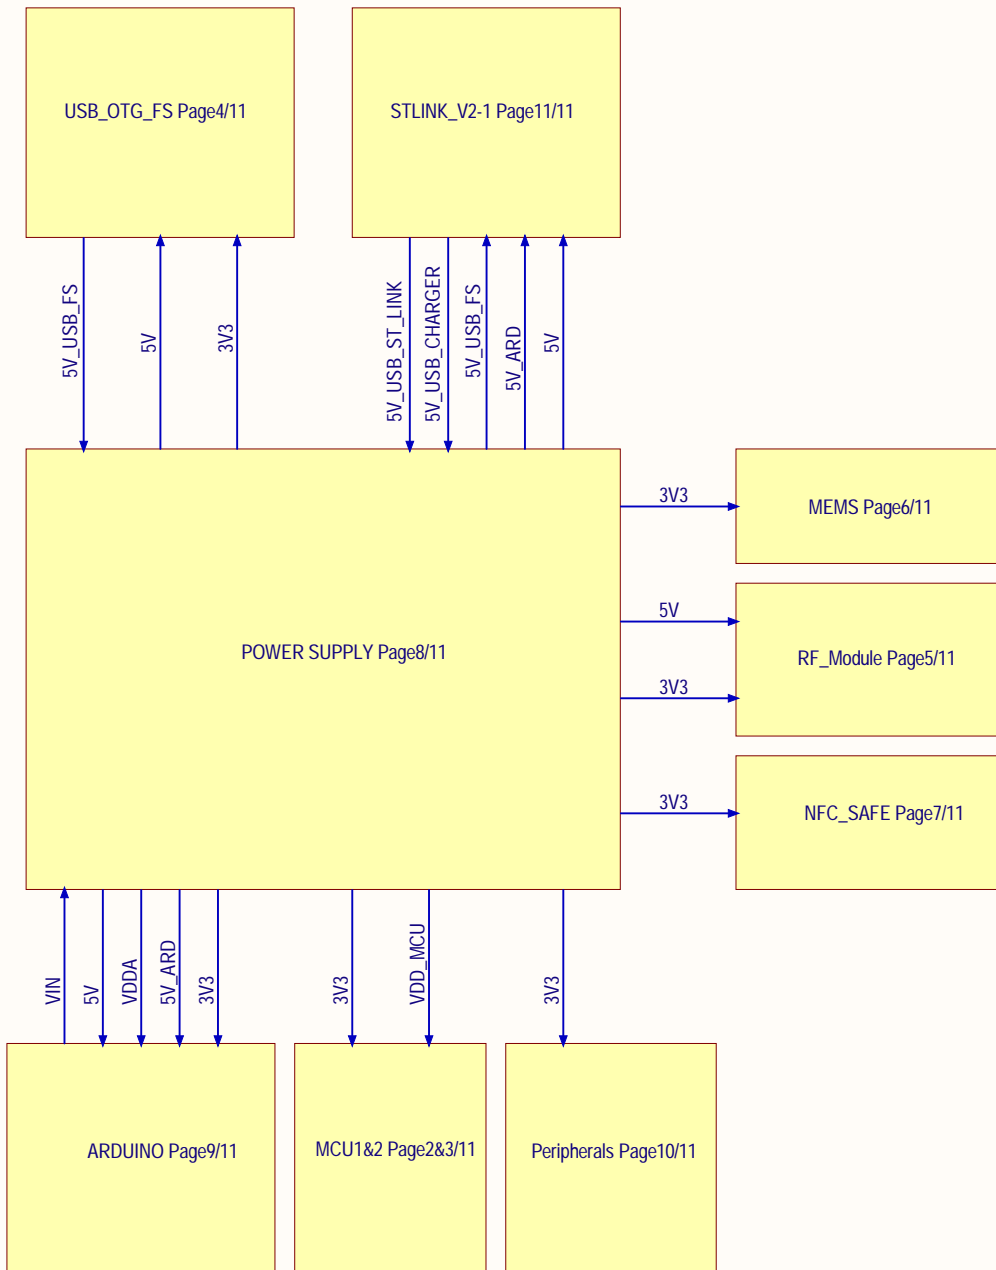 USB_OTG_FS Page4/11
STLINK_V2-1 Page11/11
5V_USB_FS
5V
3V3
5V_USB_ST_LINK
5V_USB_CHARGER
5V_USB_FS
5V_ARD
5V
3V3
MEMS Page6/11
5V
POWER SUPPLY Page8/11
RF_Module Page5/11
3V3
3V3
NFC_SAFE Page7/11
VIN
5V
VDDA
5V_ARD
3V3
3V3
VDD_MCU
3V3
ARDUINO Page9/11
MCU1&2 Page2&3/11
Peripherals Page10/11